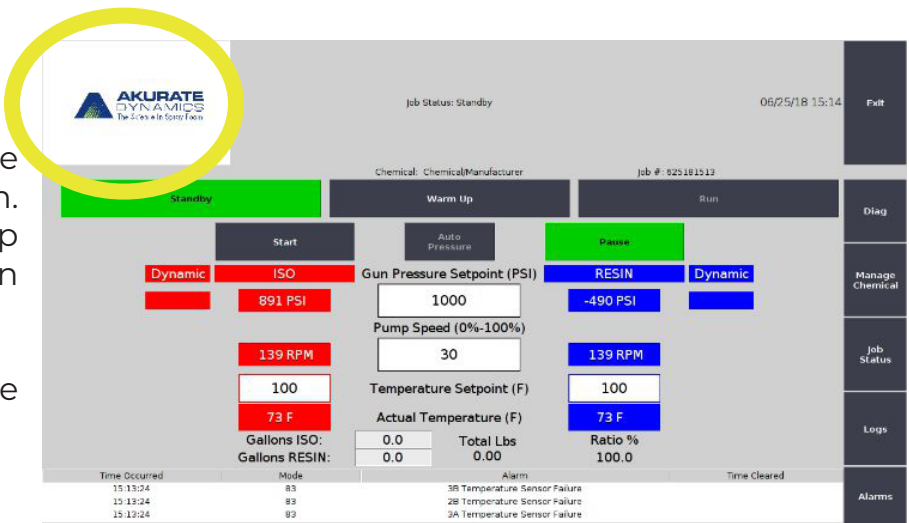 AKURATE
DYNAMICS
The Science In Spray Foam
Job Status: Standby
06/25/18 15:14
Exit
e
n.
p
n
e
Chemical: Chemical/Manufacturer
Job #: 625181513
Standby
Warm Up
Run
Diag
Start
Auto
Pressure
Pause
Dynamic
ISO
Gun Pressure Setpoint (PSI)
RESIN
Dynamic
Manage
Chemical
891 PSI
1000
-490 PSI
Pump Speed (0%-100%)
139 RPM
30
139 RPM
Job
Status
100
Temperature Setpoint (F)
100
73 F
Actual Temperature (F)
73 F
Logs
Gallons ISO:
0.0
Total Lbs
Ratio %
Gallons RESIN:
0.0
0.00
100.0
Time Occurred
Mode
Alarm
Time Cleared
15:13:24
83
3B Temperature Sensor Failure
15:13:24
83
2B Temperature Sensor Failure
15:13:24
83
3A Temperature Sensor Failure
Alarms